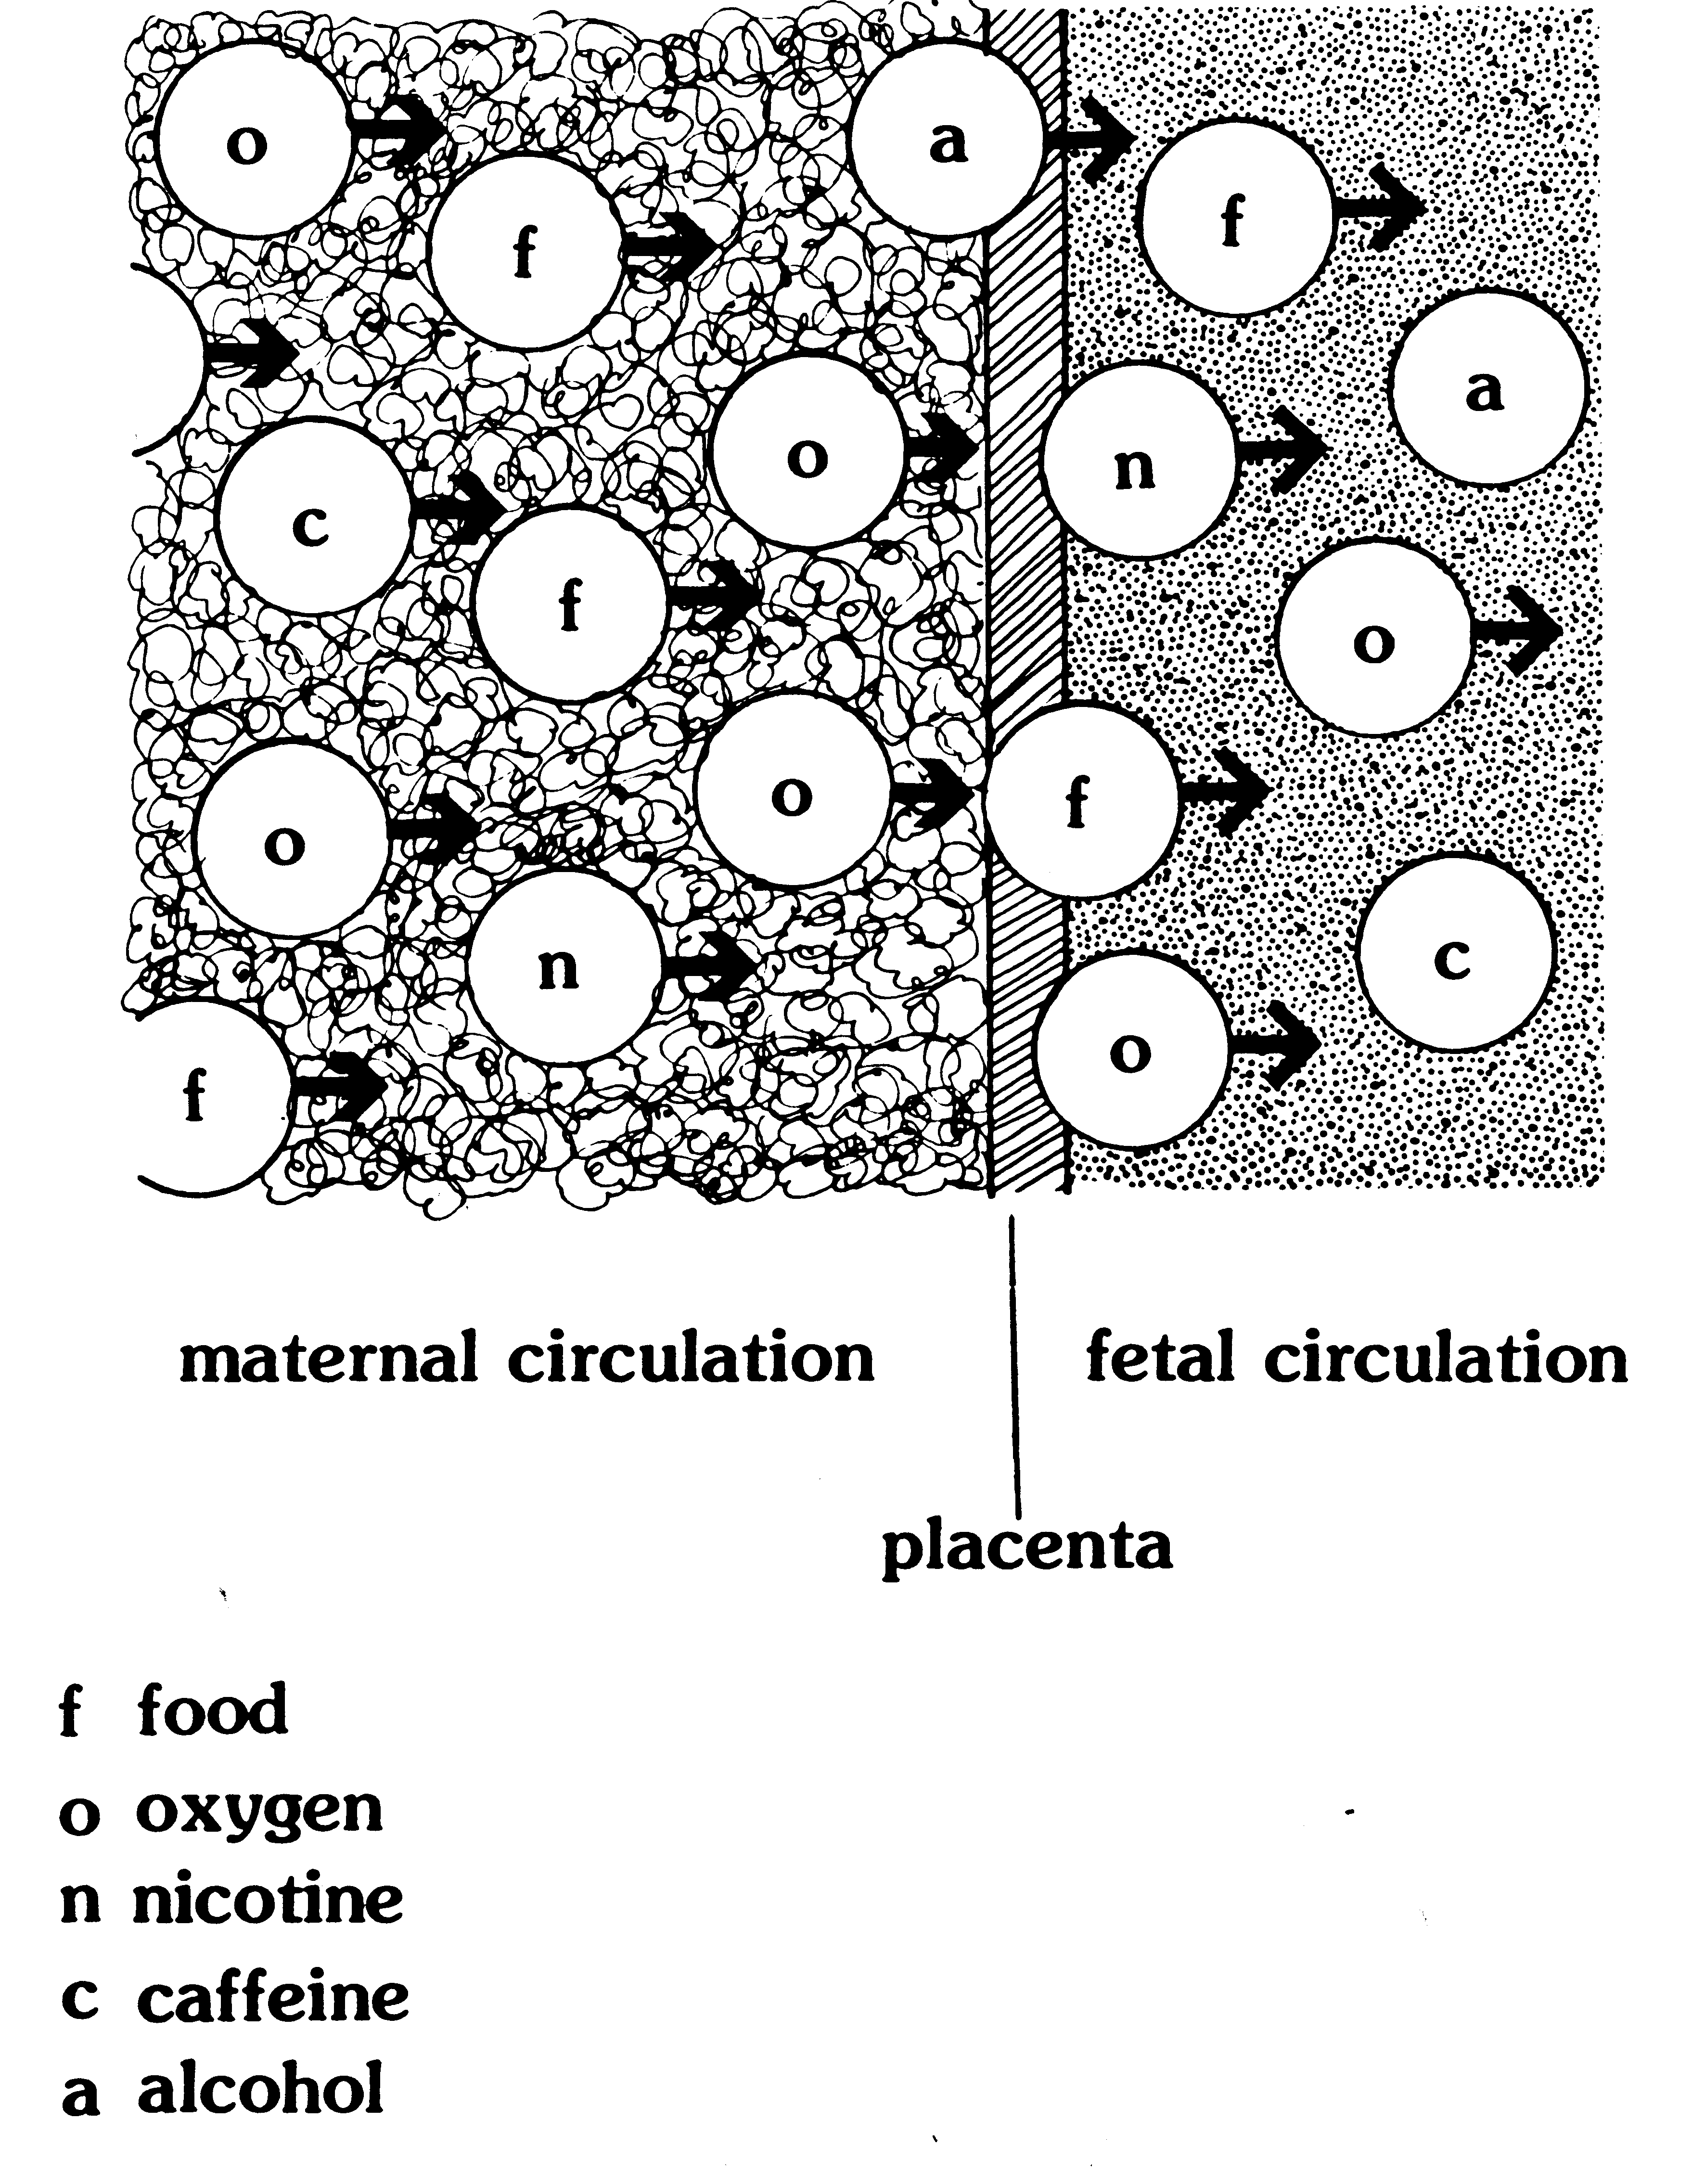 o
a
f
f
a
o
n
c
f
o
o
o
f
n
c
o
f
maternal circulation
fetal circulation
placenta
f food
o oxygen
n nicotine
c caffeine
a alcohol